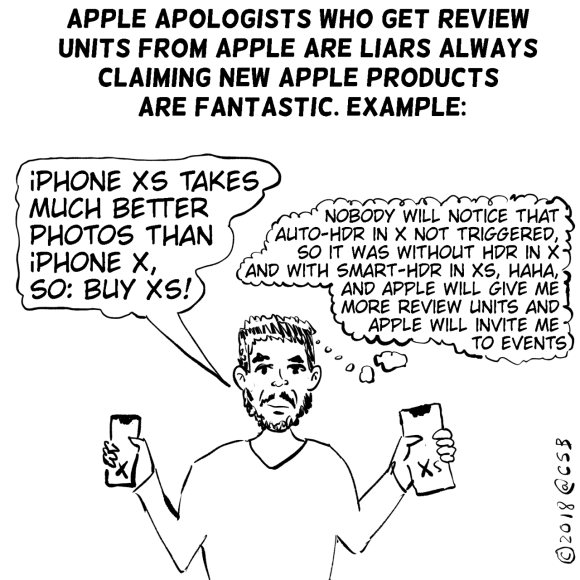 APPLE APOLOGISTS WHO GET REVIEW
UNITS FROM APPLE ARE LIARS ALWAYS
CLAIMING NEW APPLE PRODUCTS
ARE FANTASTIC. EXAMPLE:
iPHONE XS TAKES
MUCH BETTER
PHOTOS THAN
iPHONE X,
SO: BUY XS!
NOBODY WILL NOTICE THAT
AUTO-HDR IN X NOT TRIGGERED,
SO IT WAS WITHOUT HDR IN X
AND WITH SMART-HDR IN XS, HAHA,
AND APPLE WILL GIVE ME
MORE REVIEW UNITS AND
APPLE WILL INVITE ME
TO EVENTS
X
XS
©2018@CSB